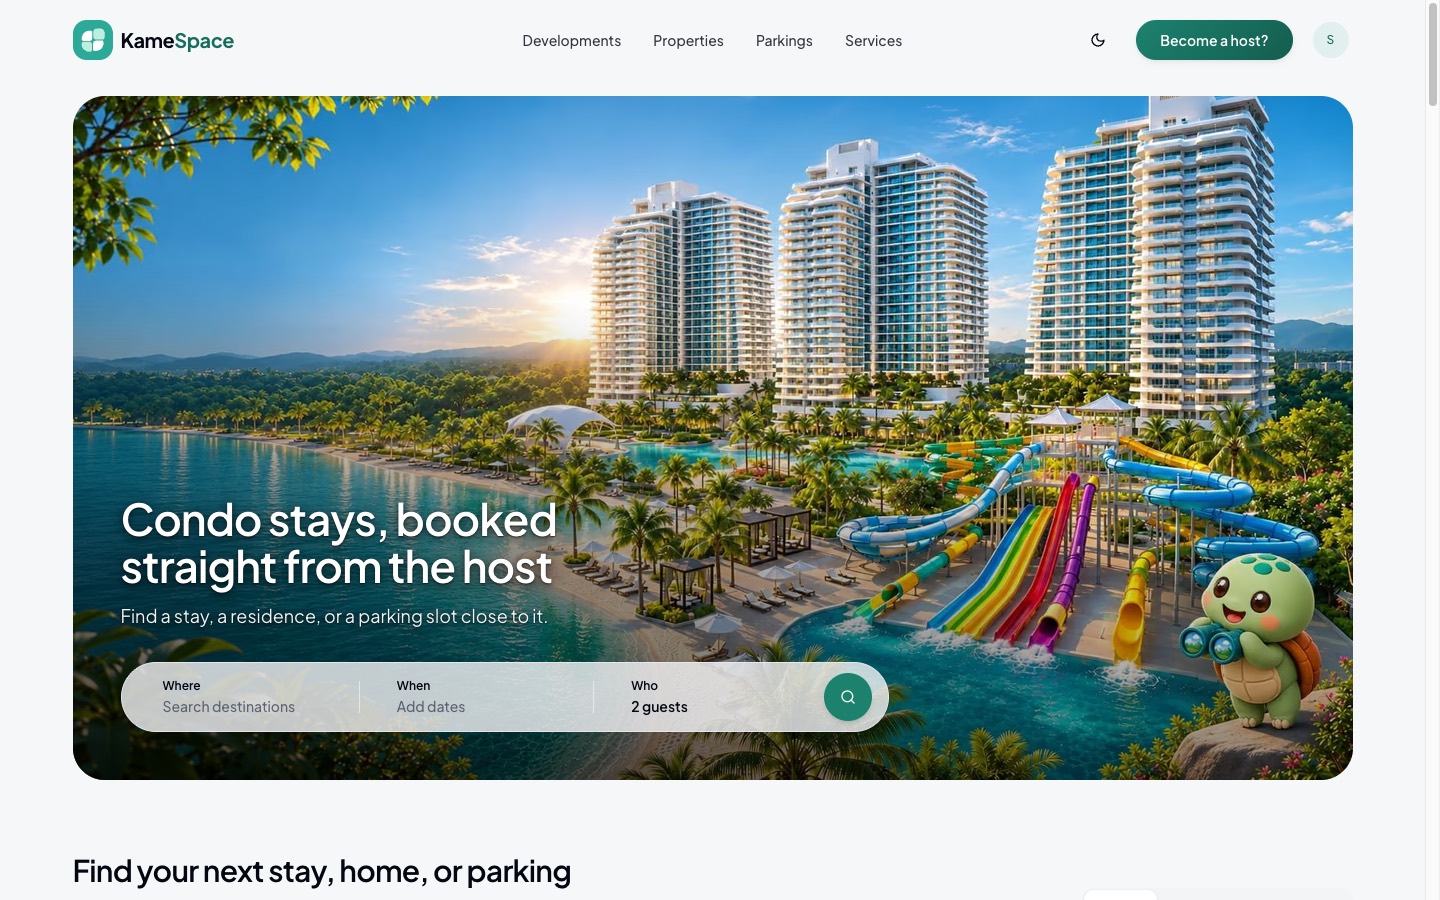 KameSpace
Developments
Properties
Parkings
Services
Become a host?
S
Condo stays, booked
straight from the host
Find a stay, a residence, or a parking slot close to it.
Where
Search destinations
When
Add dates
Who
2 guests
Find your next stay, home, or parking